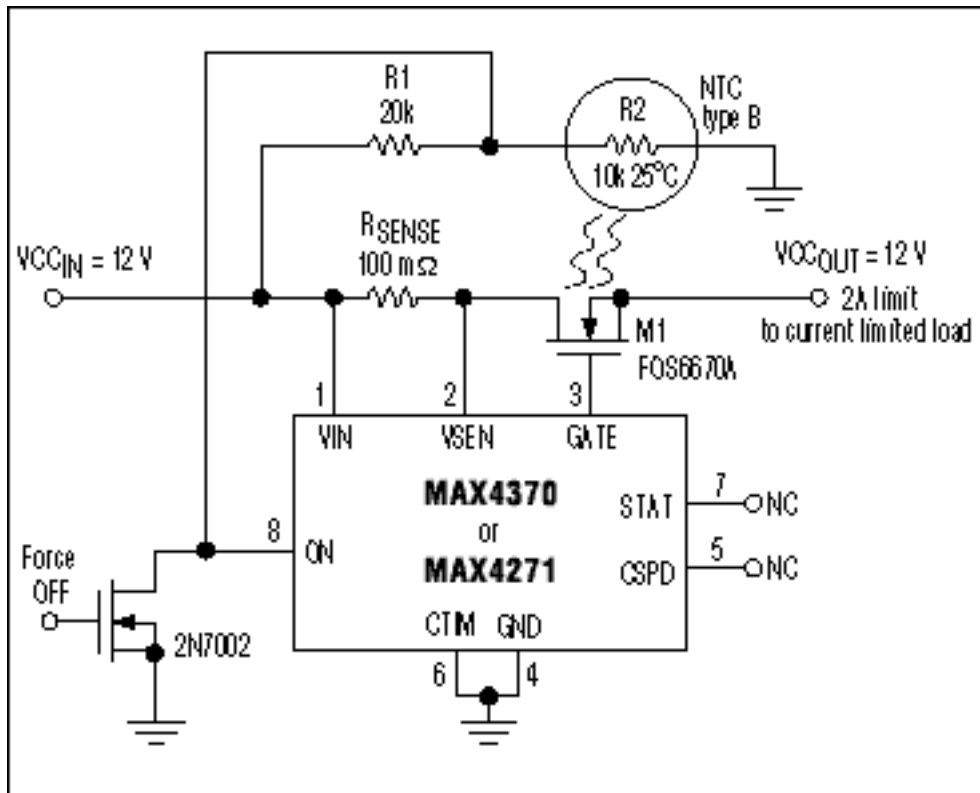 R1
20k
R2
10k 25°C
NTC
type B
RSENSE
100 mΩ
VCCIN = 12 V
VCCOUT = 12 V
2A limit
to current limited load
M1
FOS6670A
1
2
3
VIN
VSEN
GATE
MAX4370
or
MAX4271
STAT
7
NC
CSPD
5
NC
8
ON
Force
OFF
2N7002
CTIM
GND
6
4